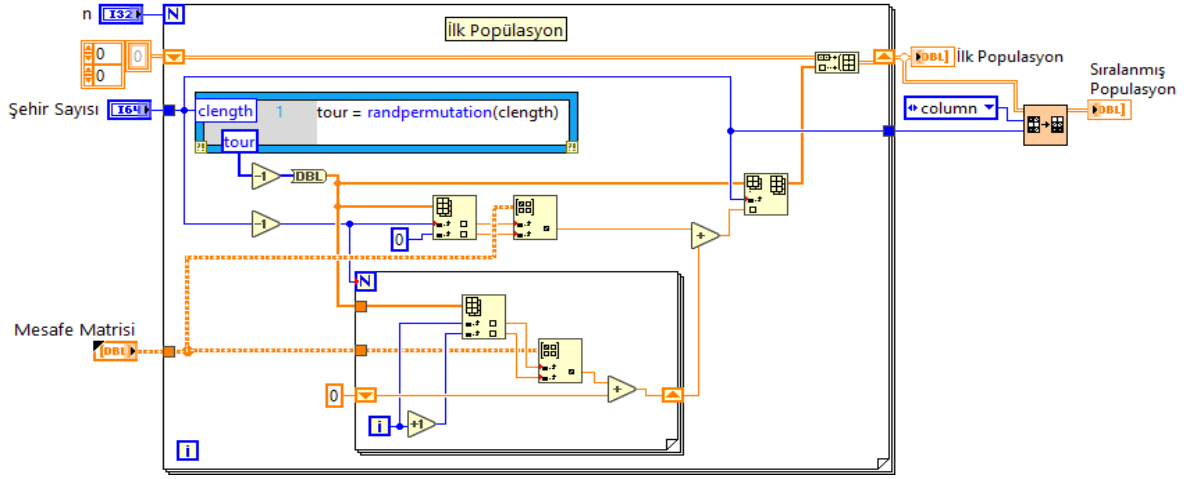 n
I32
N
İlk Popülasyon
0
0
0
DBL
İlk Populasyon
Sıralanmış
Populasyon
DBL
column
Şehir Sayısı
I64
clength
1
tour = randpermutation(clength)
tour
-1
DBL
-1
0
+
N
Mesafe Matrisi
DBL
0
+
i
+1
i